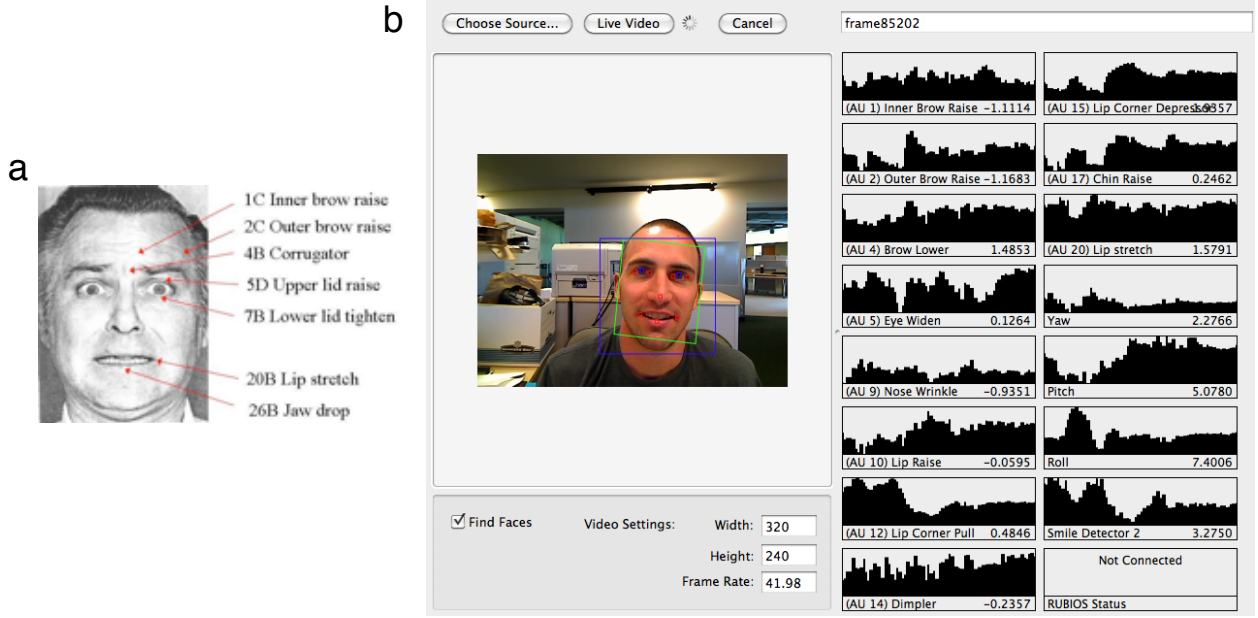 a
1C Inner brow raise
2C Outer brow raise
4B Corrugator
5D Upper lid raise
7B Lower lid tighten
20B Lip stretch
26B Jaw drop
b
Choose Source... Live Video Cancel
frame85202
(AU 1) Inner Brow Raise -1.1114
(AU 15) Lip Corner Depressor 1.9357
(AU 2) Outer Brow Raise -1.1683
(AU 17) Chin Raise 0.2462
(AU 4) Brow Lower 1.4853
(AU 20) Lip stretch 1.5791
(AU 5) Eye Widen 0.1264
Yaw 2.2766
(AU 9) Nose Wrinkle -0.9351
Pitch 5.0780
(AU 10) Lip Raise -0.0595
Roll 7.4006
(AU 12) Lip Corner Pull 0.4846
Smile Detector 2 3.2750
(AU 14) Dimpler -0.2357
Not Connected
RUBIOS Status
Find Faces Video Settings: Width: 320
Height: 240
Frame Rate: 41.98